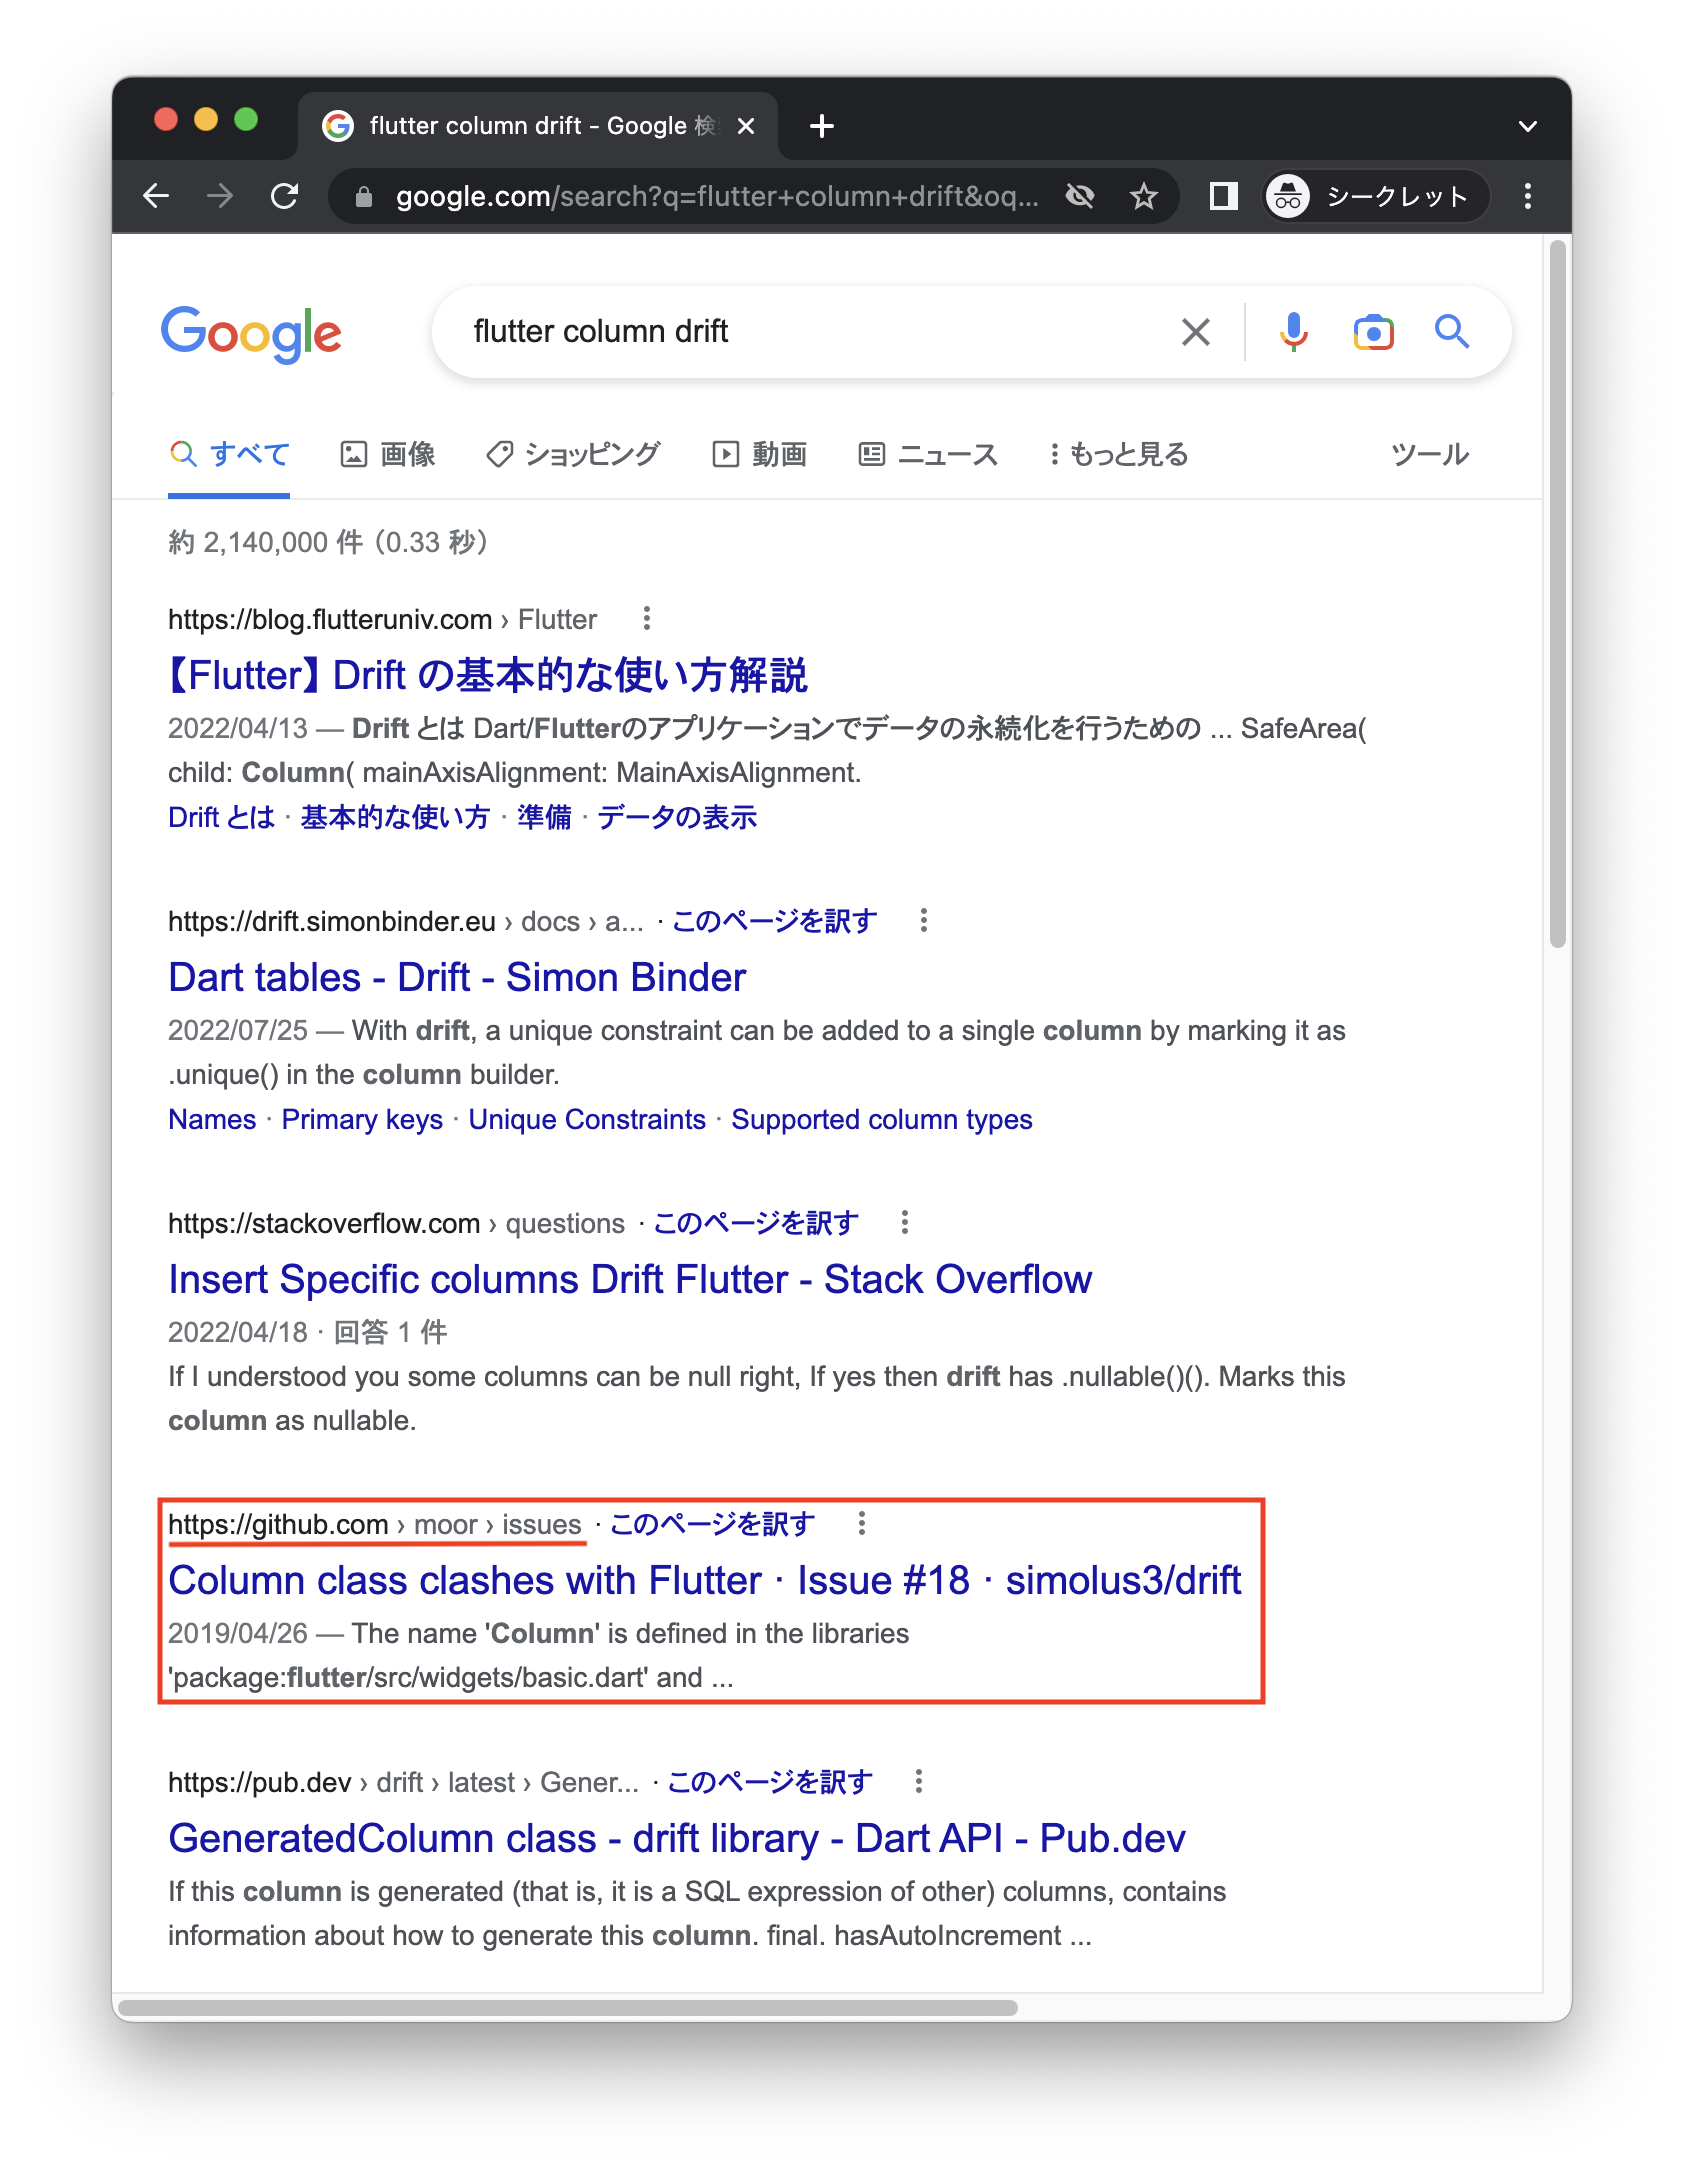 flutter column drift - Google 検
google.com/search?q=flutter+column+drift&oq...
シークレット
Google
flutter column drift
すべて
画像
ショッピング
動画
ニュース
もっと見る
ツール
約 2,140,000 件（0.33 秒）
https://blog.flutteruniv.com › Flutter
【Flutter】Drift の基本的な使い方解説
2022/04/13 — Drift とは Dart/Flutterのアプリケーションでデータの永続化を行うための ... SafeArea(
child: Column( mainAxisAlignment: MainAxisAlignment.
Drift とは · 基本的な使い方 · 準備 · データの表示
https://drift.simonbinder.eu › docs › a... · このページを訳す
Dart tables - Drift - Simon Binder
2022/07/25 — With drift, a unique constraint can be added to a single column by marking it as
.unique() in the column builder.
Names · Primary keys · Unique Constraints · Supported column types
https://stackoverflow.com › questions · このページを訳す
Insert Specific columns Drift Flutter - Stack Overflow
2022/04/18 · 回答 1 件
If I understood you some columns can be null right, If yes then drift has .nullable()(). Marks this
column as nullable.
https://github.com › moor › issues · このページを訳す
Column class clashes with Flutter · Issue #18 · simolus3/drift
2019/04/26 — The name 'Column' is defined in the libraries
'package:flutter/src/widgets/basic.dart' and ...
https://pub.dev › drift › latest › Gener... · このページを訳す
GeneratedColumn class - drift library - Dart API - Pub.dev
If this column is generated (that is, it is a SQL expression of other) columns, contains
information about how to generate this column. final. hasAutoIncrement ...